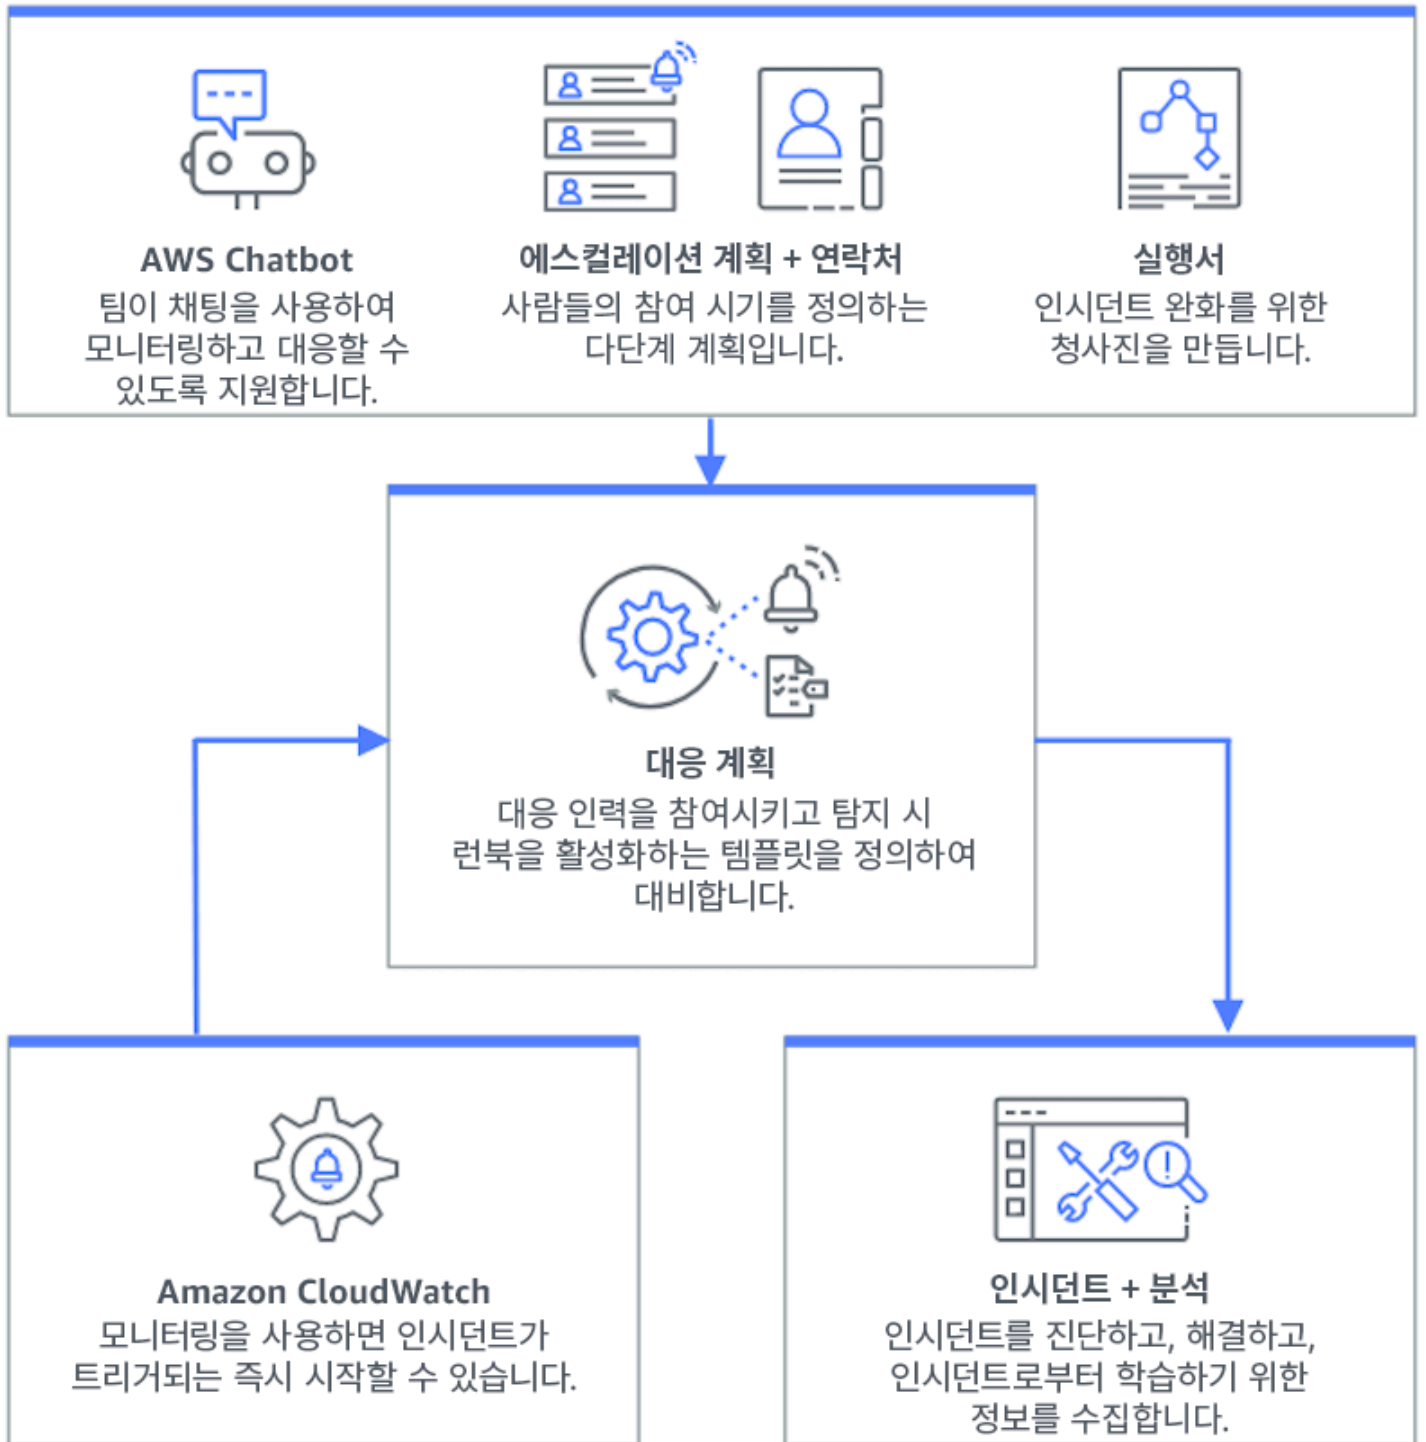 AWS Chatbot
팀이 채팅을 사용하여
모니터링하고 대응할 수
있도록 지원합니다.
에스컬레이션 계획 + 연락처
사람들의 참여 시기를 정의하는
다단계 계획입니다.
실행서
인시던트 완화를 위한
청사진을 만듭니다.
대응 계획
대응 인력을 참여시키고 탐지 시
런북을 활성화하는 템플릿을 정의하여
대비합니다.
Amazon CloudWatch
모니터링을 사용하면 인시던트가
트리거되는 즉시 시작할 수 있습니다.
인시던트 + 분석
인시던트를 진단하고, 해결하고,
인시던트로부터 학습하기 위한
정보를 수집합니다.